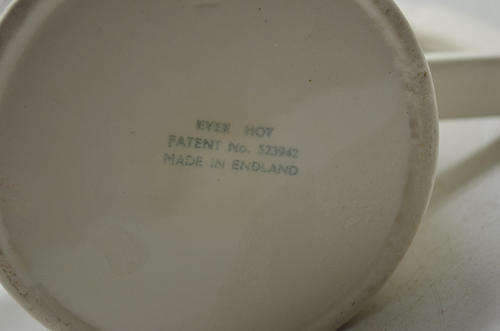 EVER HOT
PATENT No. 523942
MADE IN ENGLAND